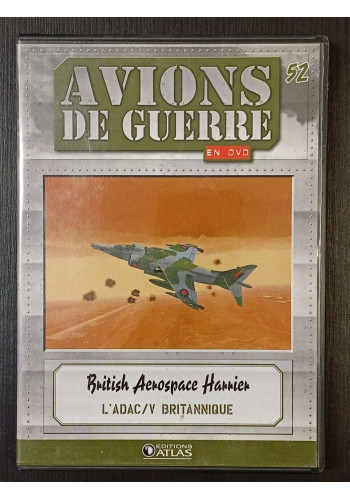 52
AVIONS
DE GUERRE
EN DVD
British Aerospace Harrier
L'ADAC/V BRITANNIQUE
EDITIONS
ATLAS